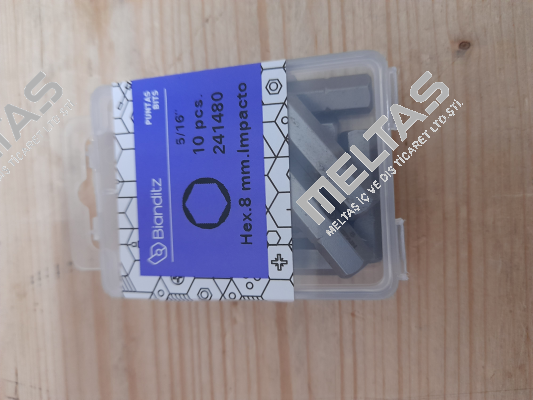 PUNTAS
BITS
5/16"
10 pcs.
241480
Hex.8 mm.Impacto
Bianditz
MELTAS
MELTAŞ İÇ VE DIŞ TİCARET LTD ŞTİ.